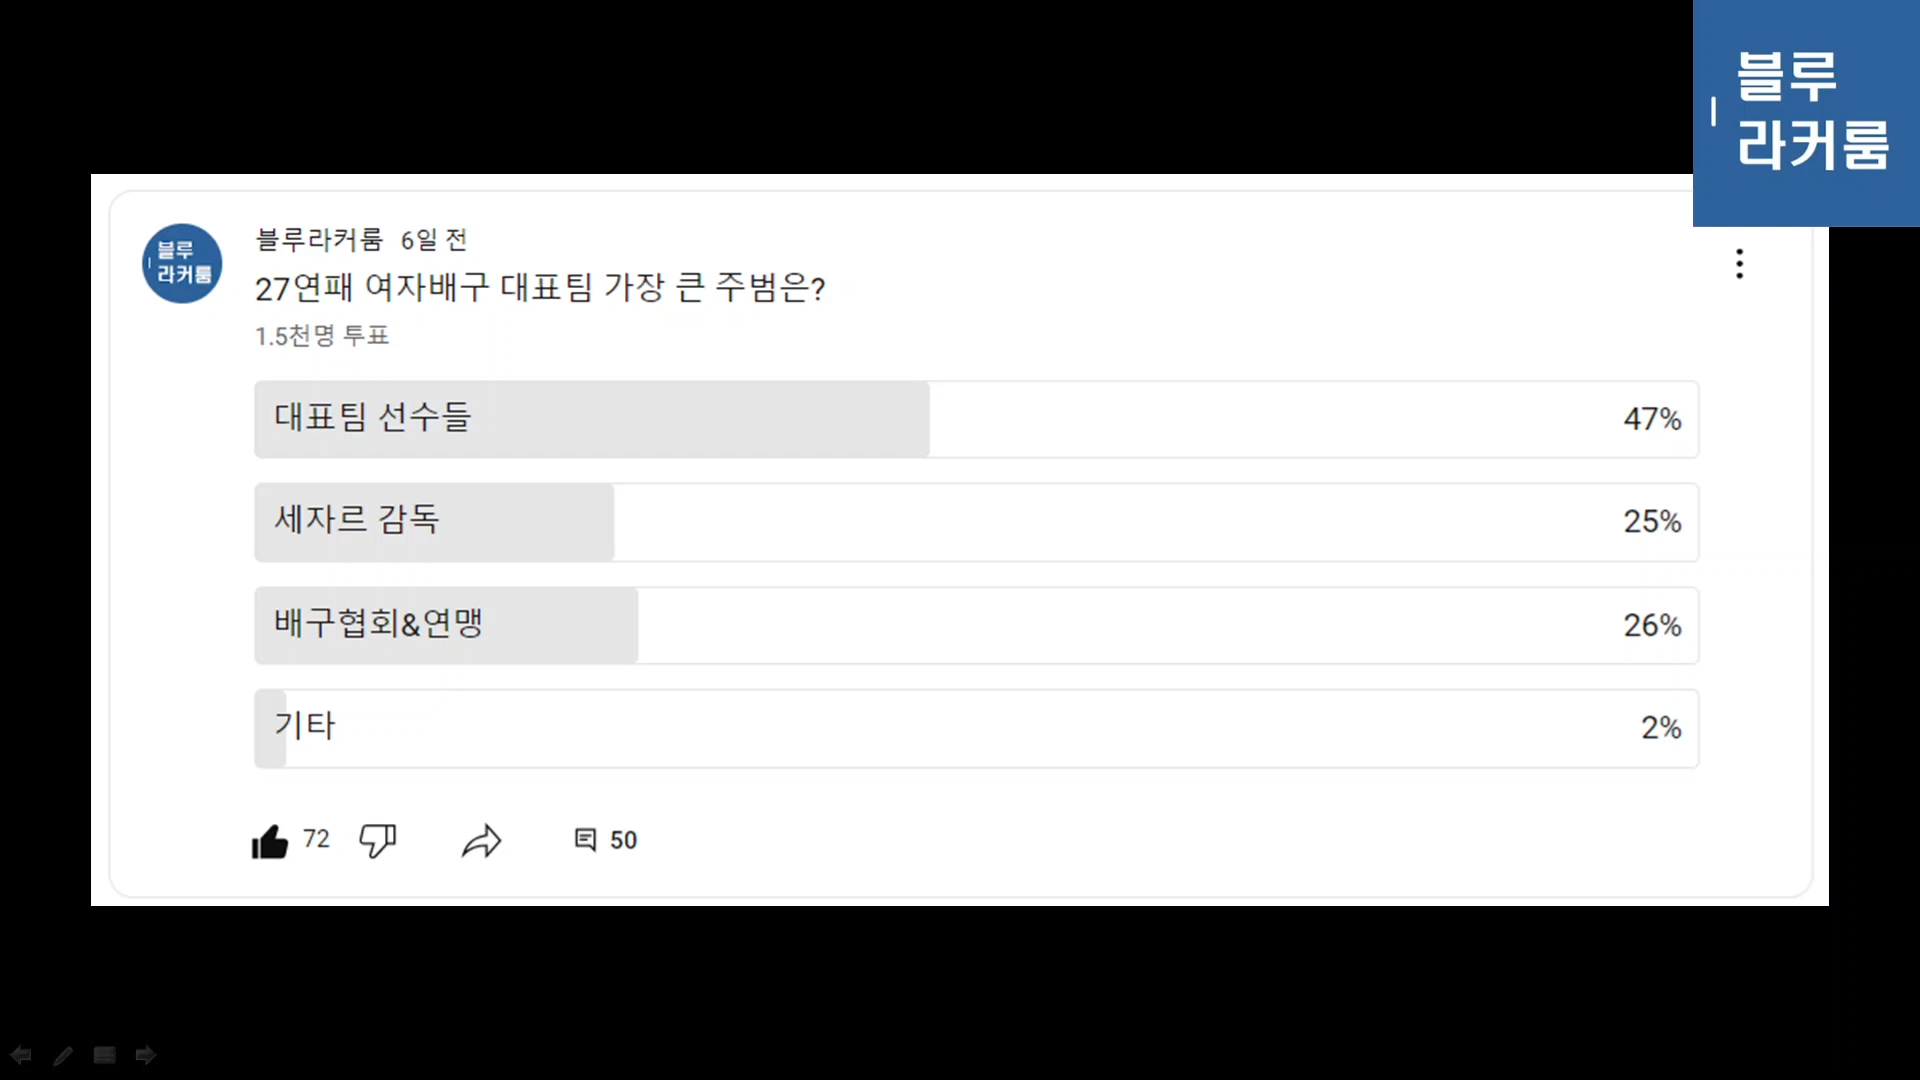 블루
라커룸
블루
라커룸
블루라커룸 6일 전
27연패 여자배구 대표팀 가장 큰 주범은?
1.5천명 투표
대표팀 선수들 47%
세자르 감독 25%
배구협회&연맹 26%
기타 2%
72 50